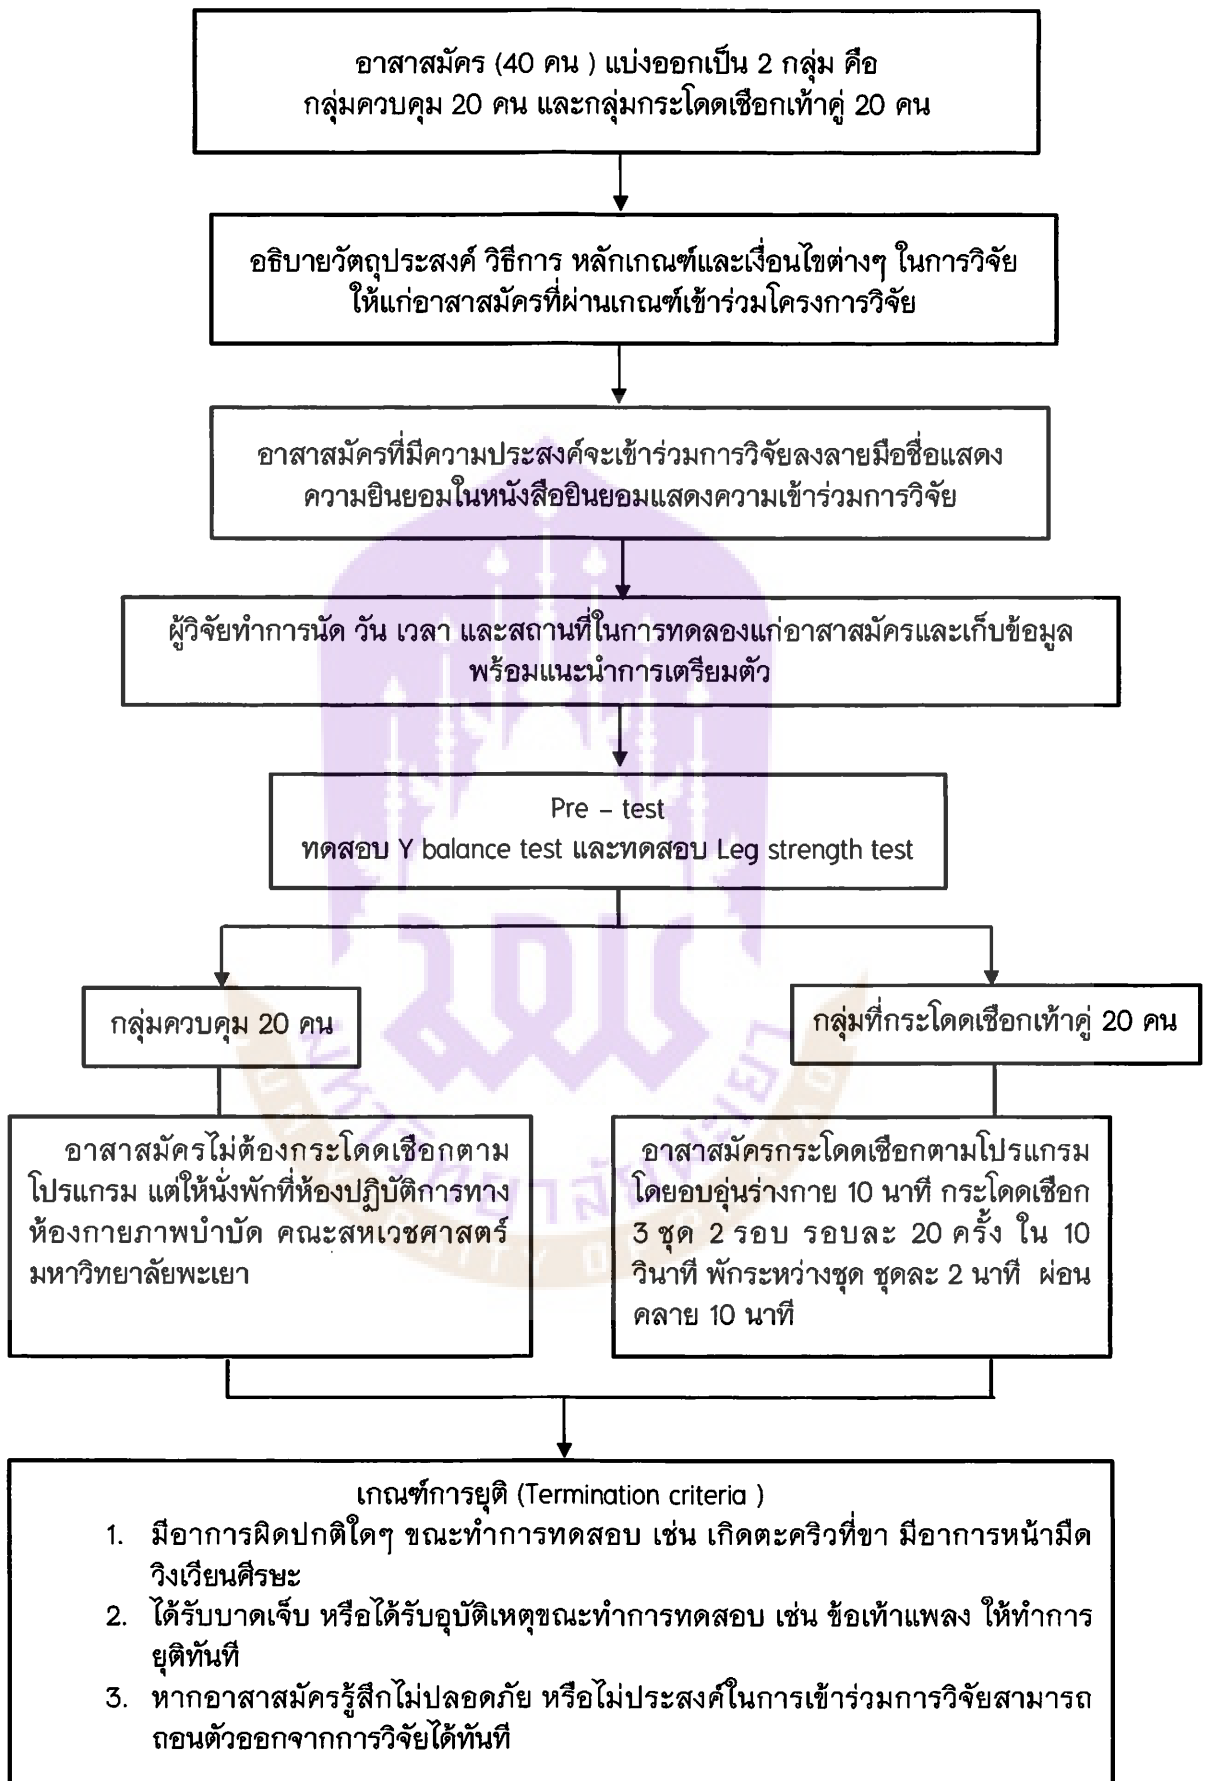 อาสาสมัคร (40 คน ) แบ่งออกเป็น 2 กลุ่ม คือ
กลุ่มควบคุม 20 คน และกลุ่มกระโดดเชือกเท้าคู่ 20 คน
อธิบายวัตถุประสงค์ วิธีการ หลักเกณฑ์และเงื่อนไขต่างๆ ในการวิจัย
ให้แก่อาสาสมัครที่ผ่านเกณฑ์เข้าร่วมโครงการวิจัย
อาสาสมัครที่มีความประสงค์จะเข้าร่วมการวิจัยลงลายมือชื่อแสดง
ความยินยอมในหนังสือยินยอมแสดงความเข้าร่วมการวิจัย
ผู้วิจัยทำการนัด วัน เวลา และสถานที่ในการทดลองแก่อาสาสมัครและเก็บข้อมูล
พร้อมแนะนำการเตรียมตัว
Pre – test
ทดสอบ Y balance test และทดสอบ Leg strength test
กลุ่มควบคุม 20 คน
กลุ่มที่กระโดดเชือกเท้าคู่ 20 คน
อาสาสมัครไม่ต้องกระโดดเชือกตาม
โปรแกรม แต่ให้นั่งพักที่ห้องปฏิบัติการทาง
ห้องกายภาพบำบัด คณะสหเวชศาสตร์
มหาวิทยาลัยพะเยา
อาสาสมัครกระโดดเชือกตามโปรแกรม
โดยอบอุ่นร่างกาย 10 นาที กระโดดเชือก
3 ชุด 2 รอบ รอบละ 20 ครั้ง ใน 10
วินาที พักระหว่างชุด ชุดละ 2 นาที ผ่อน
คลาย 10 นาที
เกณฑ์การยุติ (Termination criteria )
1. มีอาการผิดปกติใดๆ ขณะทำการทดสอบ เช่น เกิดตะคริวที่ขา มีอาการหน้ามืด
วิงเวียนศีรษะ
2. ได้รับบาดเจ็บ หรือได้รับอุบัติเหตุขณะทำการทดสอบ เช่น ข้อเท้าแพลง ให้ทำการ
ยุติทันที
3. หากอาสาสมัครรู้สึกไม่ปลอดภัย หรือไม่ประสงค์ในการเข้าร่วมการวิจัยสามารถ
ถอนตัวออกจากการวิจัยได้ทันที
มหาวิทยาลัยพะเยา
UNIVERSITY OF PHAYAO